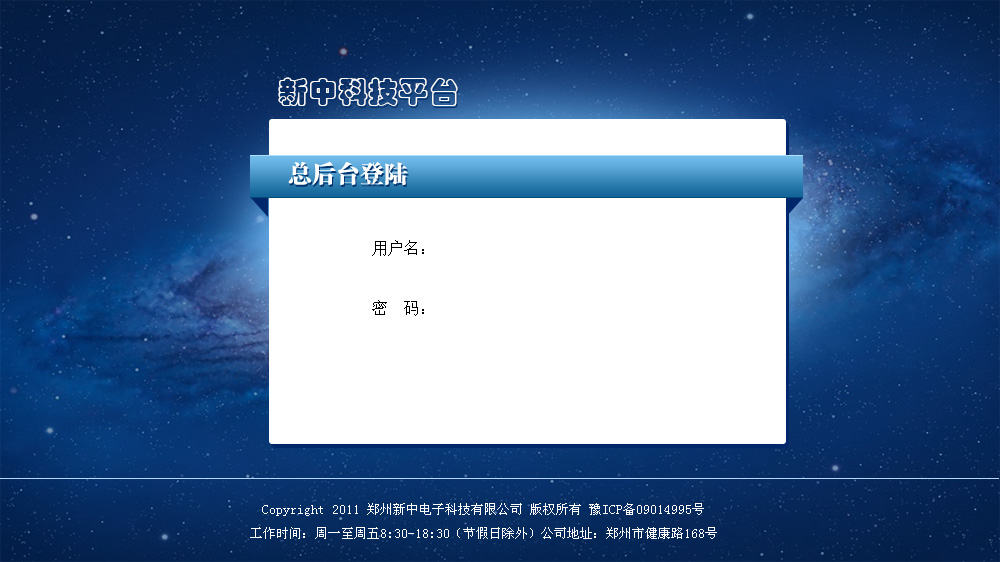 新中科技平台
总后台登陆
用户名：
密　码：
Copyright 2011 郑州新中电子科技有限公司 版权所有 豫ICP备09014995号
工作时间：周一至周五8:30-18:30（节假日除外）公司地址：郑州市健康路168号